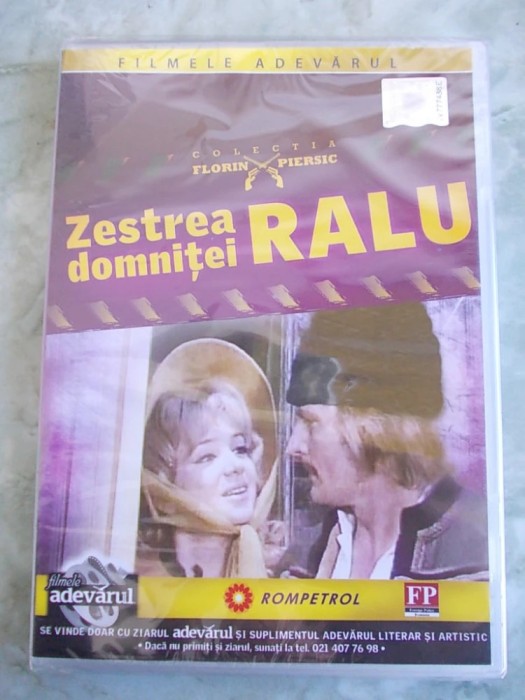 FILMELE ADEVĂRUL
COLECȚIA
FLORIN PIERSIC
Zestrea
domniței RALU
filmele
adevărul
ROMPETROL
FP
SE VINDE DOAR CU ZIARUL adevărul ȘI SUPLIMENTUL ADEVĂRUL LITERAR ȘI ARTISTIC
• Dacă nu primiți și ziarul, sunați la tel. 021 407 76 98 •